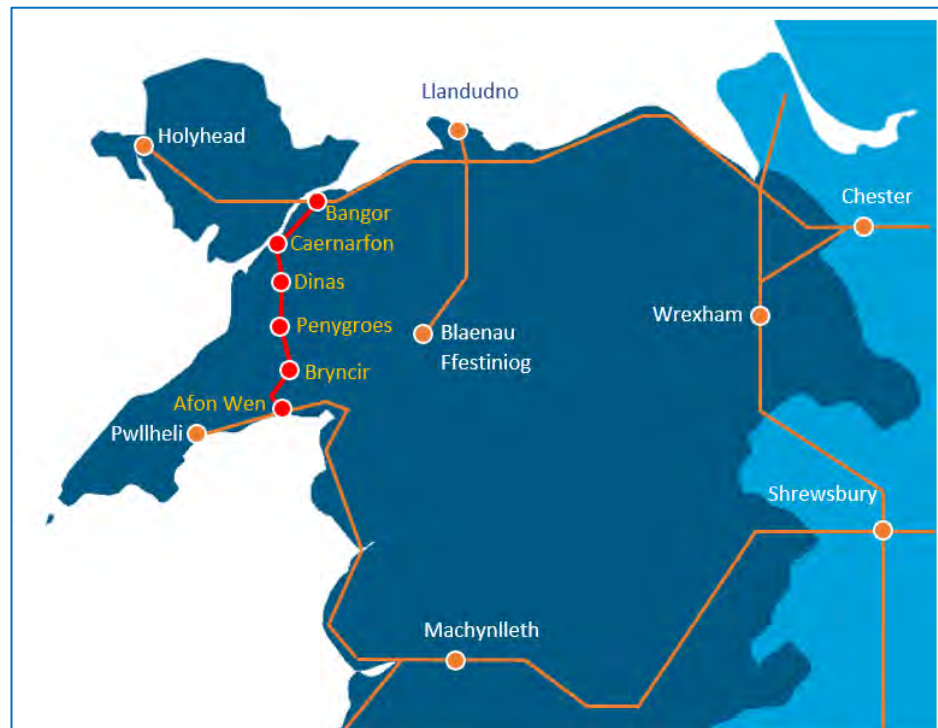 Llandudno
Holyhead
Chester
Bangor
Caernarfon
Dinas
Wrexham
Penygroes
Blaenau
Ffestiniog
Bryncir
Afon Wen
Pwllheli
Shrewsbury
Machynlleth